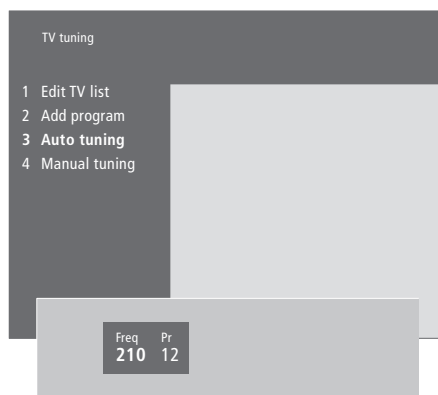 TV tuning
1 Edit TV list
2 Add program
3 Auto tuning
4 Manual tuning
Freq Pr
210 12